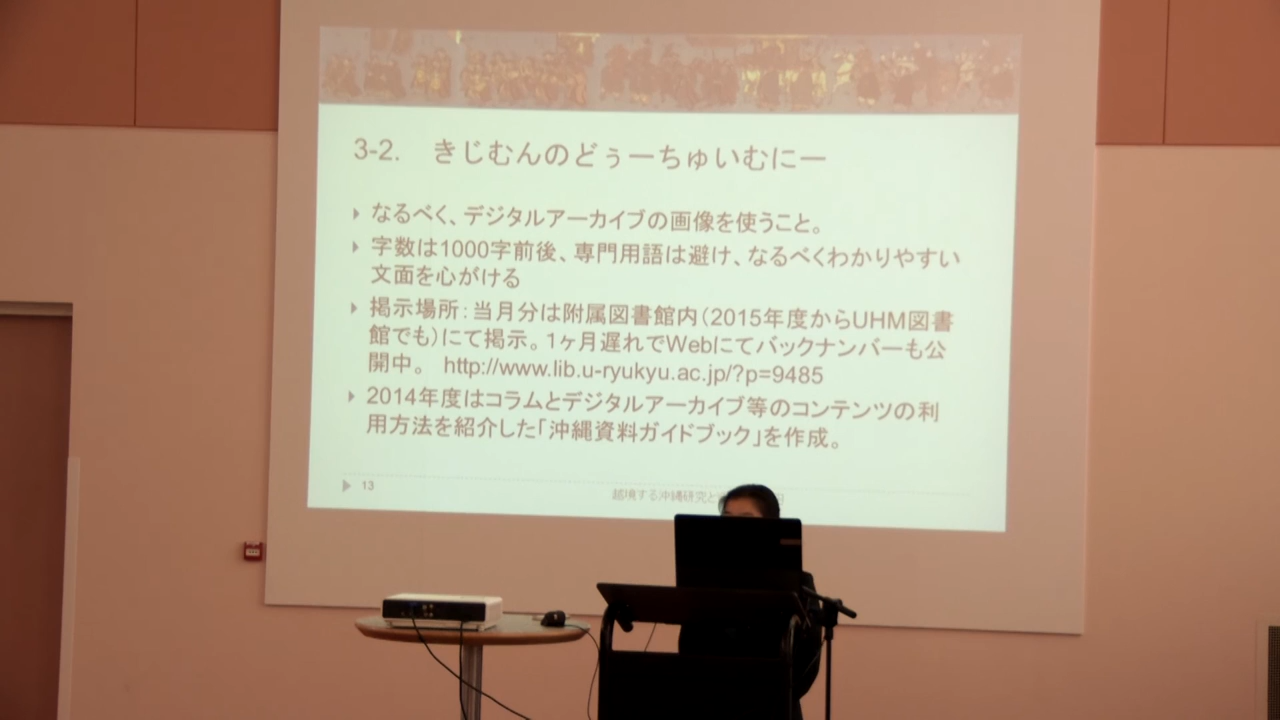 3-2. きじむんのどぅーちゅいむにー
なるべく、デジタルアーカイブの画像を使うこと。
字数は1000字前後、専門用語は避け、なるべくわかりやすい
文面を心がける
掲示場所：当月分は附属図書館内（2015年度からUHM図書
館でも）にて掲示。1ヶ月遅れでWebにてバックナンバーも公
開中。 http://www.lib.u-ryukyu.ac.jp/?p=9485
2014年度はコラムとデジタルアーカイブ等のコンテンツの利
用方法を紹介した「沖縄資料ガイドブック」を作成。
13
越境する沖縄研究と